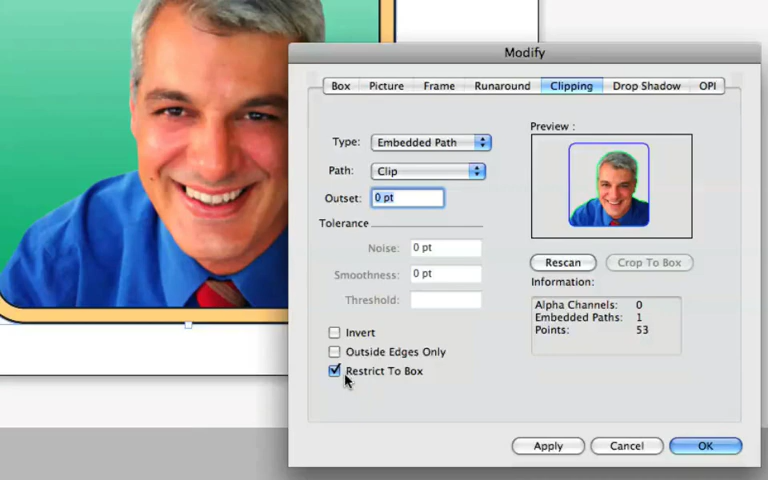 Modify
Box Picture Frame Runaround Clipping Drop Shadow OPI
Type: Embedded Path
Path: Clip
Outset: 0 pt
Tolerance
Noise: 0 pt
Smoothness: 0 pt
Threshold:
Invert
Outside Edges Only
Restrict To Box
Preview :
Rescan Crop To Box
Information:
Alpha Channels: 0
Embedded Paths: 1
Points: 53
Apply Cancel OK